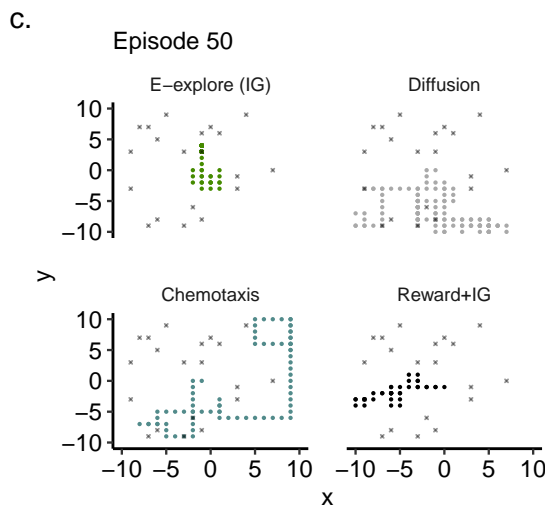 c.
Episode 50
E−explore (IG)
Diffusion
10
5
0
−5
−10
y
Chemotaxis
Reward+IG
10
5
0
−5
−10
−10 −5 0 5 10 −10 −5 0 5 10
x